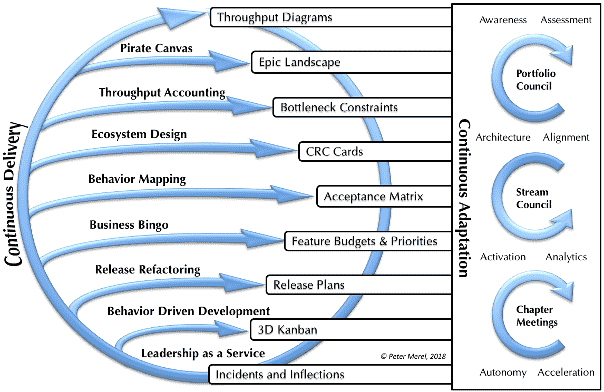 Throughput Diagrams
Pirate Canvas
Epic Landscape
Throughput Accounting
Bottleneck Constraints
Ecosystem Design
CRC Cards
Behavior Mapping
Acceptance Matrix
Business Bingo
Feature Budgets & Priorities
Release Refactoring
Release Plans
Behavior Driven Development
3D Kanban
Leadership as a Service
Incidents and Inflections
© Peter Merel, 2018
Continuous Delivery
Continuous Adaptation
Awareness Assessment
Portfolio
Council
Architecture Alignment
Stream
Council
Activation Analytics
Chapter
Meetings
Autonomy Acceleration